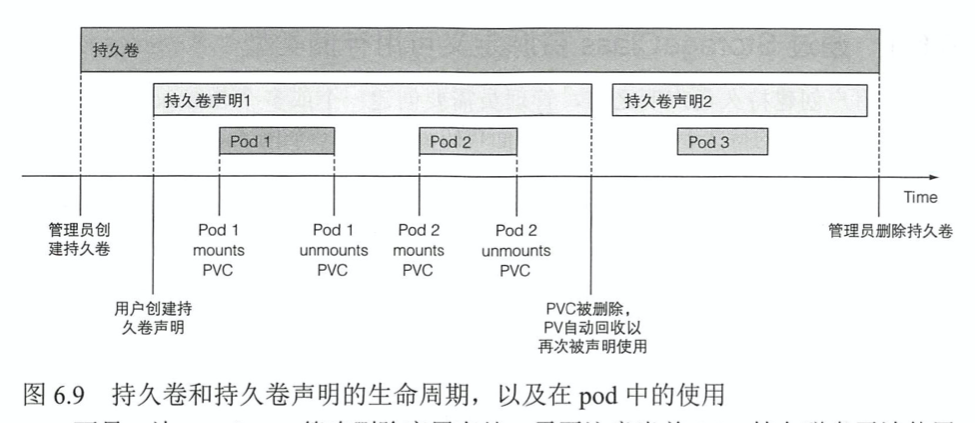 持久卷
持久卷声明1
持久卷声明2
Pod 1
Pod 2
Pod 3
Time
管理员创
建持久卷
Pod 1
mounts
PVC
Pod 1
unmounts
PVC
Pod 2
mounts
PVC
Pod 2
unmounts
PVC
管理员删除持久卷
用户创建持
久卷声明
PVC被删除，
PV自动回收以
再次被声明使用
图 6.9 持久卷和持久卷声明的生命周期，以及在 pod 中的使用